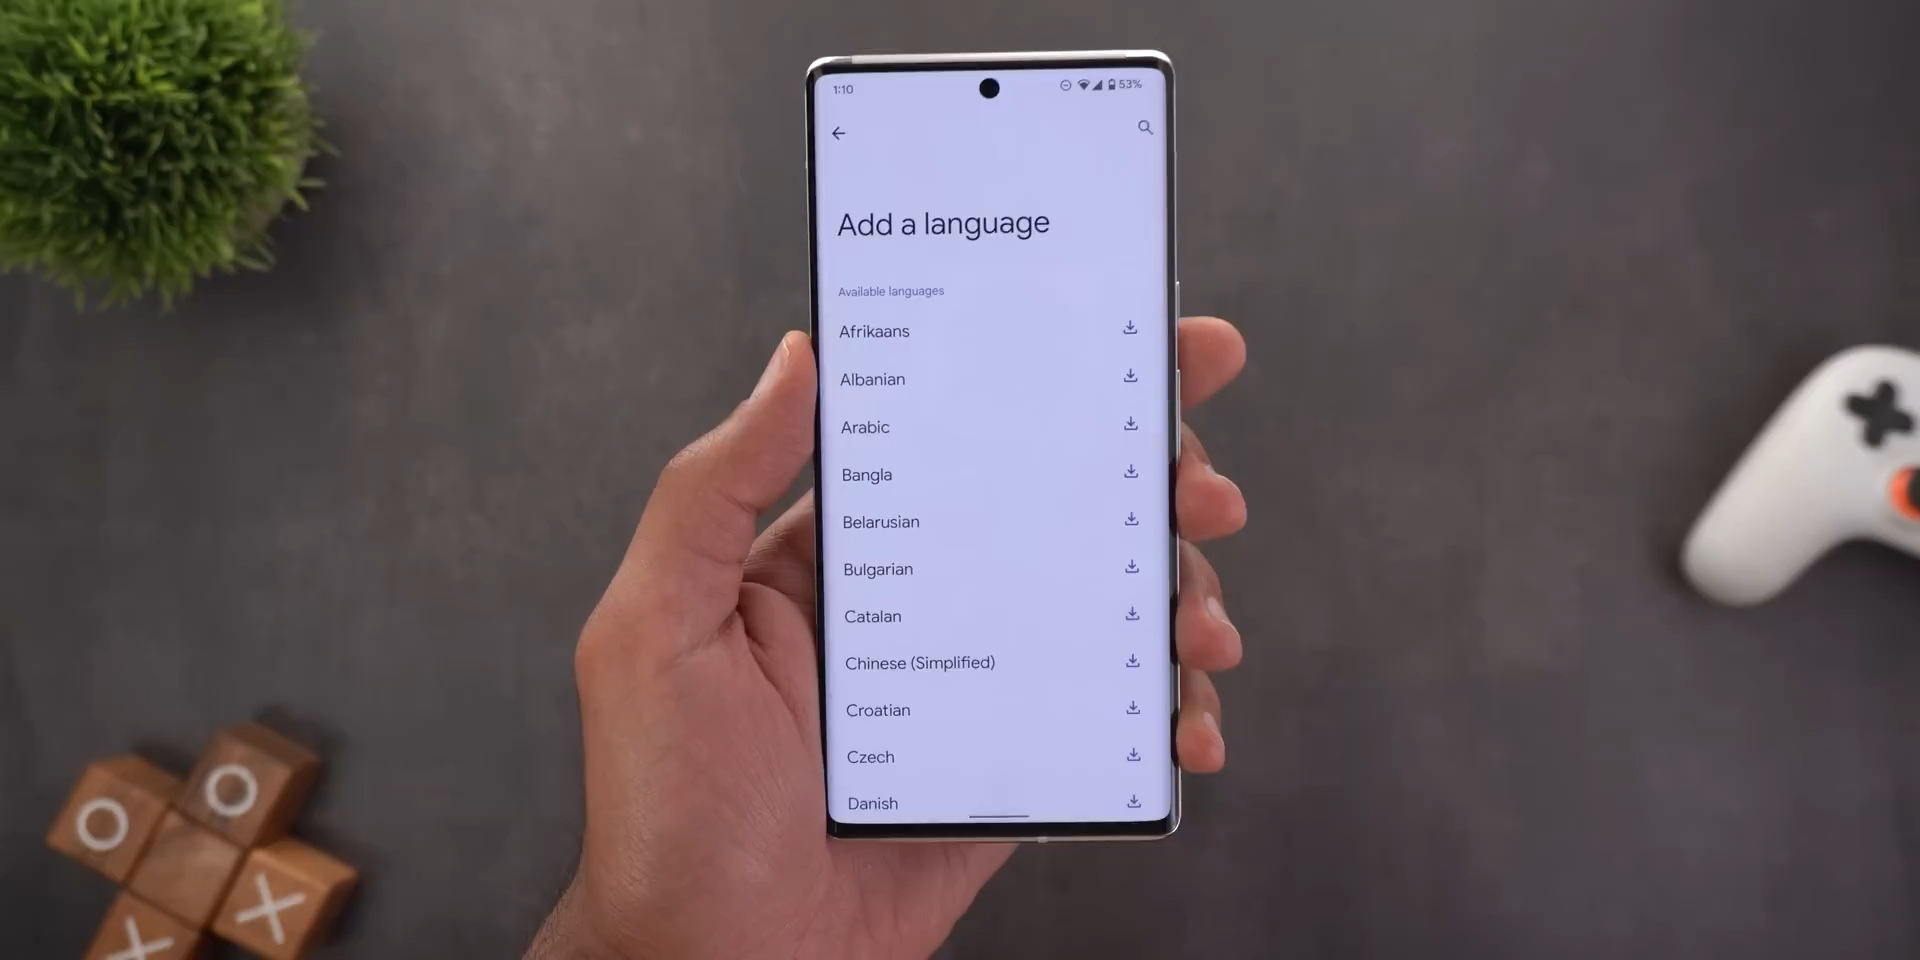 1:10
53%
Add a language
Available languages
Afrikaans
Albanian
Arabic
Bangla
Belarusian
Bulgarian
Catalan
Chinese (Simplified)
Croatian
Czech
Danish
O
O
X
X